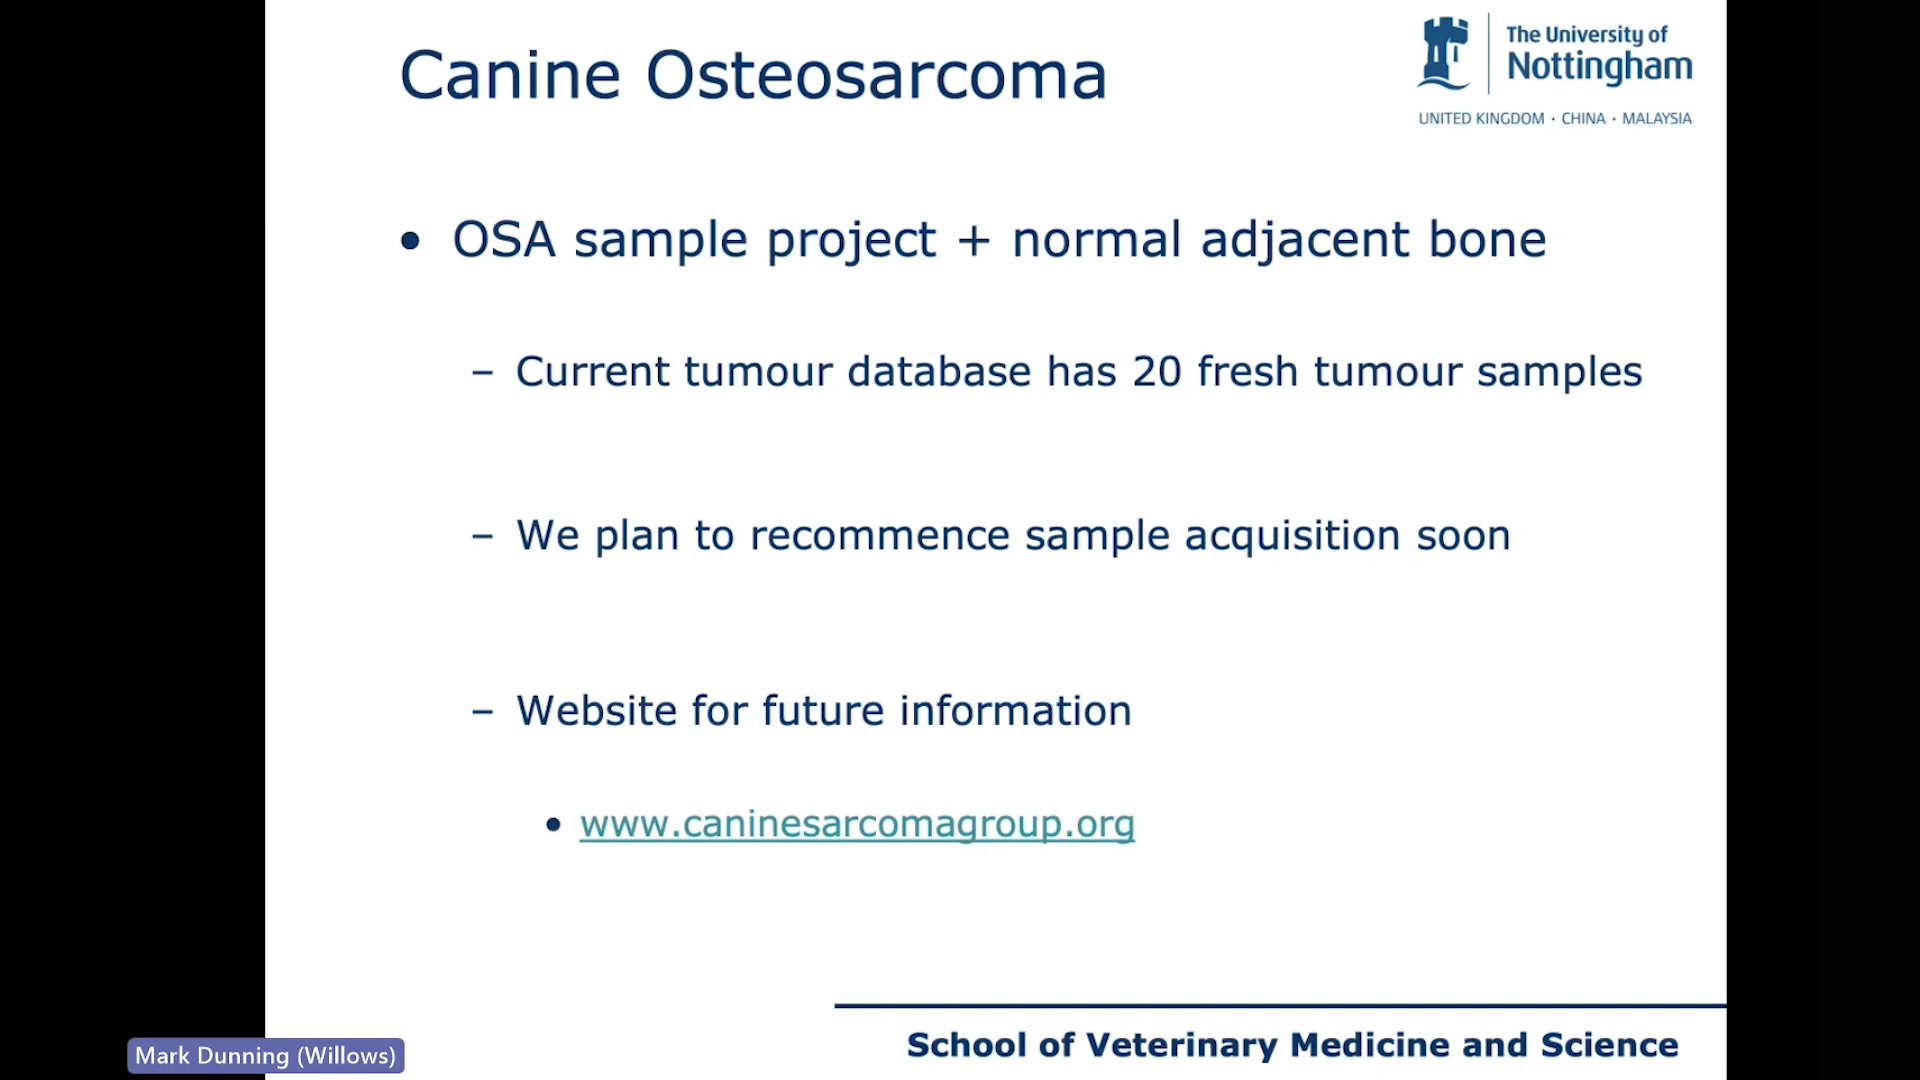 Canine Osteosarcoma
The University of
Nottingham
UNITED KINGDOM · CHINA · MALAYSIA
• OSA sample project + normal adjacent bone
– Current tumour database has 20 fresh tumour samples
– We plan to recommence sample acquisition soon
– Website for future information
• www.caninesarcomagroup.org
School of Veterinary Medicine and Science
Mark Dunning (Willows)